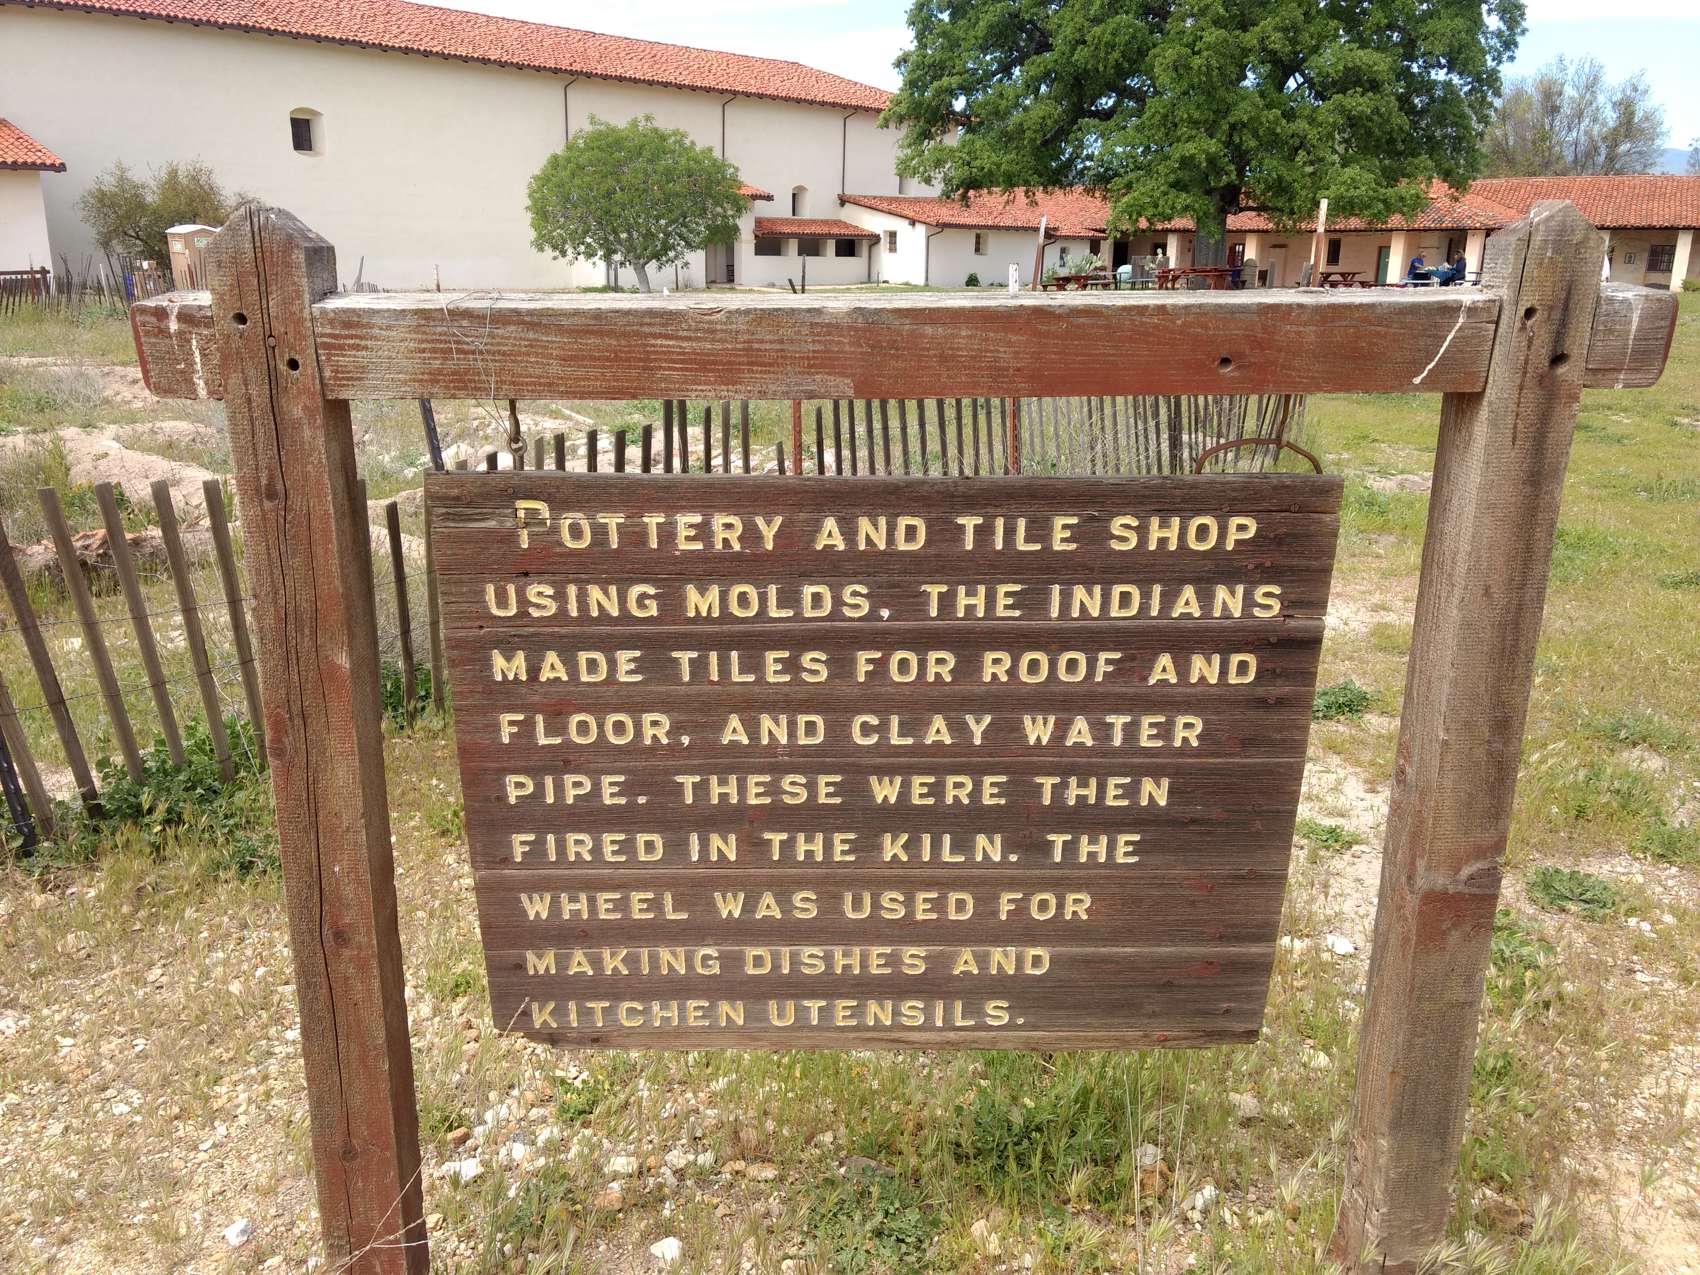 POTTERY AND TILE SHOP
USING MOLDS, THE INDIANS
MADE TILES FOR ROOF AND
FLOOR, AND CLAY WATER
PIPE. THESE WERE THEN
FIRED IN THE KILN. THE
WHEEL WAS USED FOR
MAKING DISHES AND
KITCHEN UTENSILS.